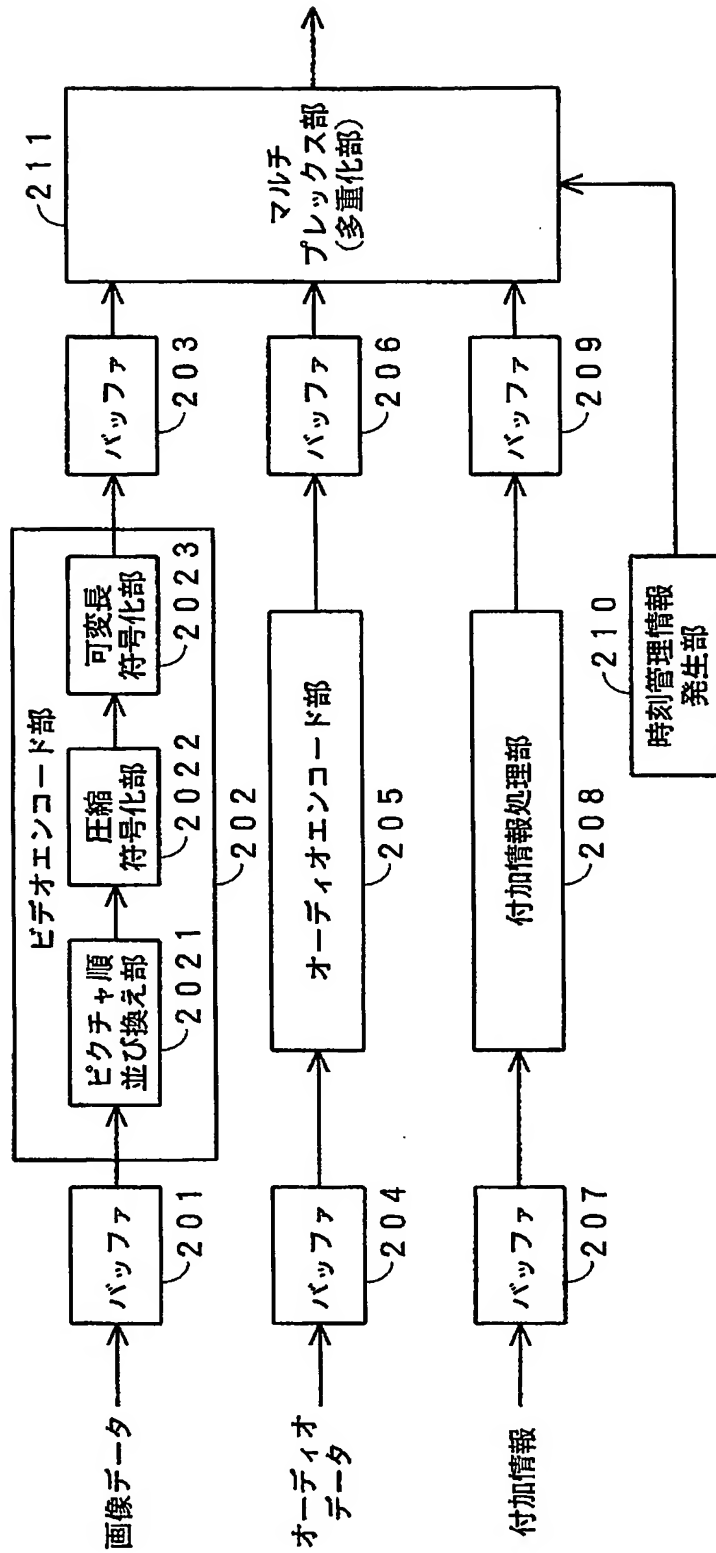 画像データ
バッファ
201
ビデオエンコード部
ピクチャ順
並び換え部
2021
圧縮
符号化部
2022
可変長
符号化部
2023
202
バッファ
203
オーディオ
データ
バッファ
204
オーディオエンコード部
205
バッファ
206
付加情報
バッファ
207
付加情報処理部
208
バッファ
209
時刻管理情報
発生部
210
マルチ
プレックス部
(多重化部)
211